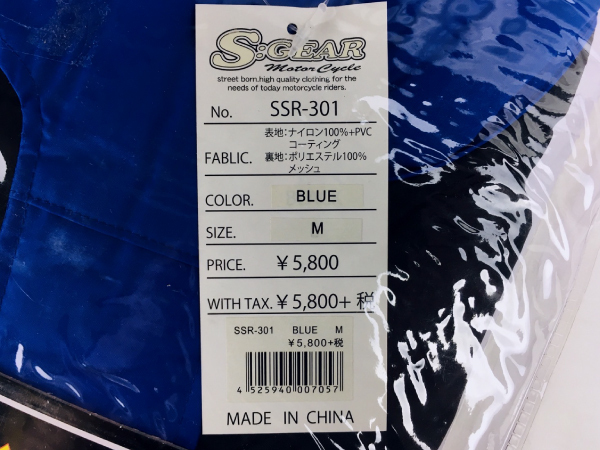 S:GEAR
MotorCycle
street born.high quality clothing for the
needs of today motorcycle riders.
No. SSR-301
FABLIC. 表地:ナイロン100%+PVC
コーティング
裏地:ポリエステル100%
メッシュ
COLOR. BLUE
SIZE. M
PRICE. ¥5,800
WITH TAX. ¥5,800+ 税
SSR-301 BLUE M
¥5,800+税
4 525940 007057
MADE IN CHINA